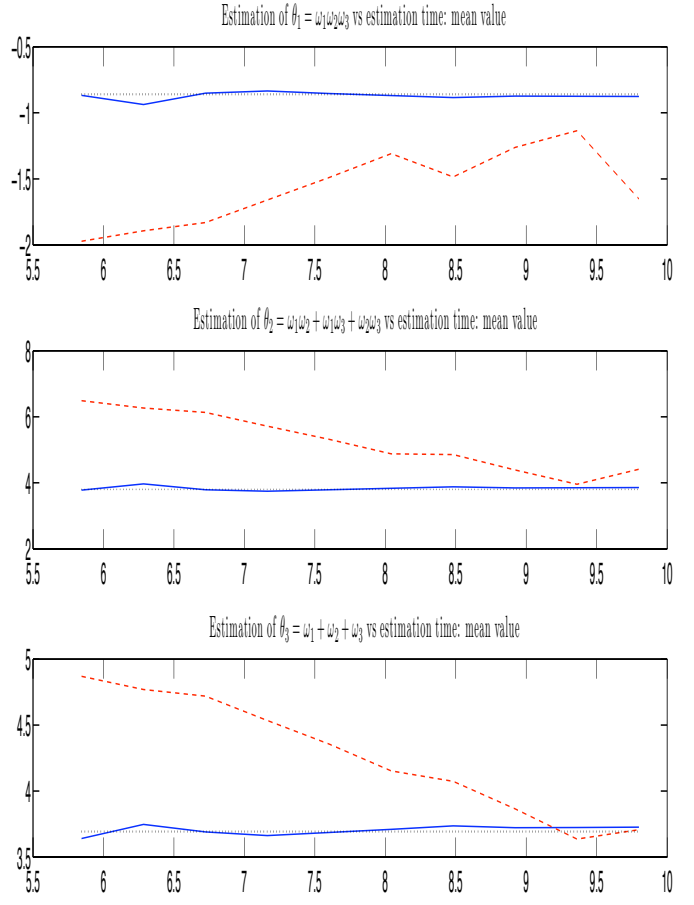 Estimation of θ₁ = ω₁ω₂ω₃ vs estimation time: mean value
-0.5
-1
-1.5
-2
5.5 6 6.5 7 7.5 8 8.5 9 9.5 10
Estimation of θ₂ = ω₁ω₂ + ω₁ω₃ + ω₂ω₃ vs estimation time: mean value
8
6
4
2
5.5 6 6.5 7 7.5 8 8.5 9 9.5 10
Estimation of θ₃ = ω₁ + ω₂ + ω₃ vs estimation time: mean value
5
4.5
4
3.5
5.5 6 6.5 7 7.5 8 8.5 9 9.5 10